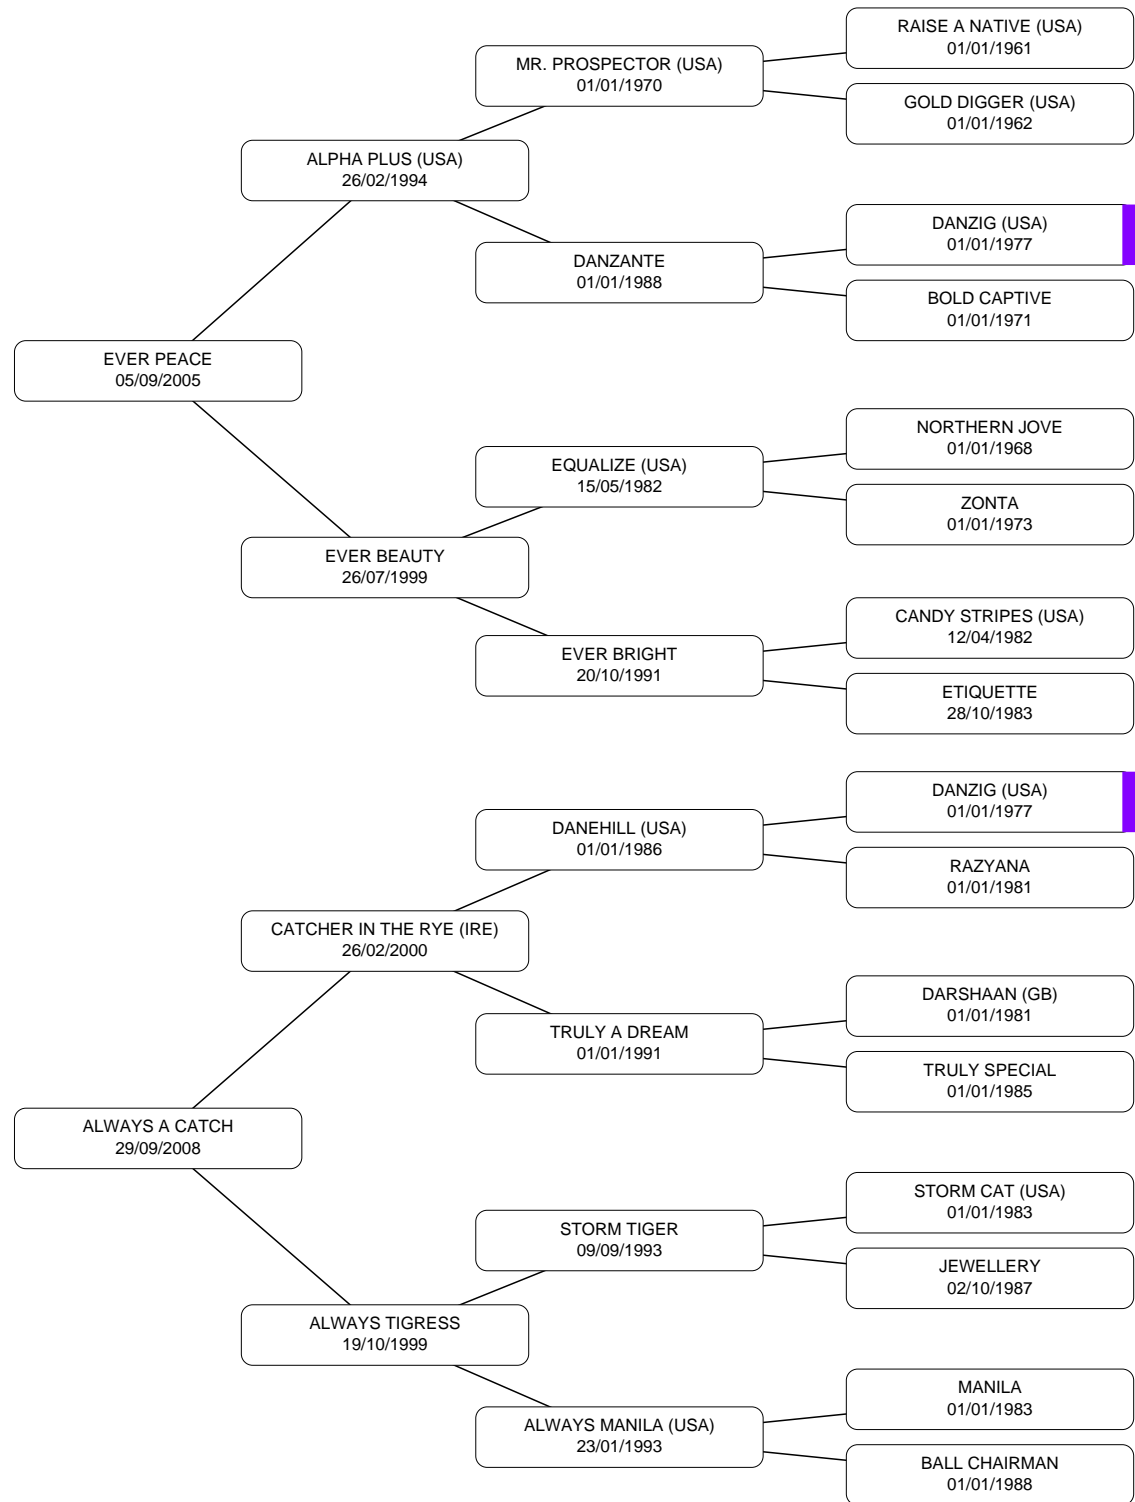 RAISE A NATIVE (USA)
01/01/1961
MR. PROSPECTOR (USA)
01/01/1970
GOLD DIGGER (USA)
01/01/1962
ALPHA PLUS (USA)
26/02/1994
DANZIG (USA)
01/01/1977
DANZANTE
01/01/1988
BOLD CAPTIVE
01/01/1971
EVER PEACE
05/09/2005
NORTHERN JOVE
01/01/1968
EQUALIZE (USA)
15/05/1982
ZONTA
01/01/1973
EVER BEAUTY
26/07/1999
CANDY STRIPES (USA)
12/04/1982
EVER BRIGHT
20/10/1991
ETIQUETTE
28/10/1983
DANZIG (USA)
01/01/1977
DANEHILL (USA)
01/01/1986
RAZYANA
01/01/1981
CATCHER IN THE RYE (IRE)
26/02/2000
DARSHAAN (GB)
01/01/1981
TRULY A DREAM
01/01/1991
TRULY SPECIAL
01/01/1985
ALWAYS A CATCH
29/09/2008
STORM CAT (USA)
01/01/1983
STORM TIGER
09/09/1993
JEWELLERY
02/10/1987
ALWAYS TIGRESS
19/10/1999
MANILA
01/01/1983
ALWAYS MANILA (USA)
23/01/1993
BALL CHAIRMAN
01/01/1988